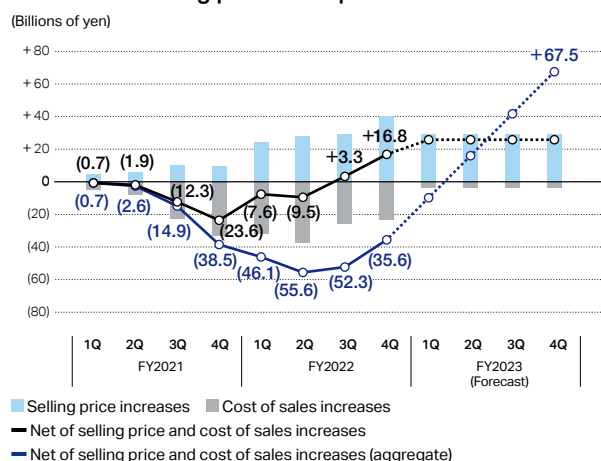 (Billions of yen)
+80
+60
+40
+20
0
(20)
(40)
(60)
(80)
(0.7) (1.9) (12.3) (23.6) (7.6) (9.5) +3.3 +16.8
(0.7) (2.6) (14.9) (38.5) (46.1) (55.6) (52.3) (35.6) +67.5
1Q 2Q 3Q 4Q 1Q 2Q 3Q 4Q 1Q 2Q 3Q 4Q
FY2021 FY2022 FY2023
(Forecast)
Selling price increases Cost of sales increases
Net of selling price and cost of sales increases
Net of selling price and cost of sales increases (aggregate)